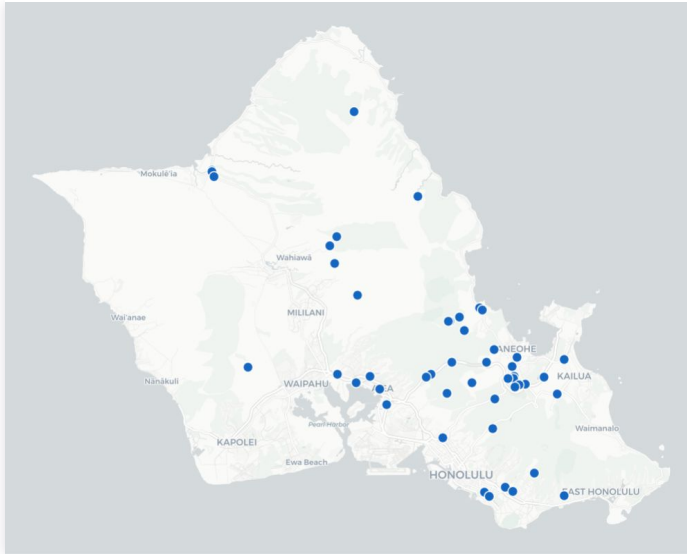 Mokulē'ia
Wahiawā
MILILANI
Wai'anae
ANEOHE
Nānākuli
WAIPAHU
A EA
KAILUA
Pearl Harbor
Waimanalo
KAPOLEI
Ewa Beach
HONOLULU
EAST HONOLULU